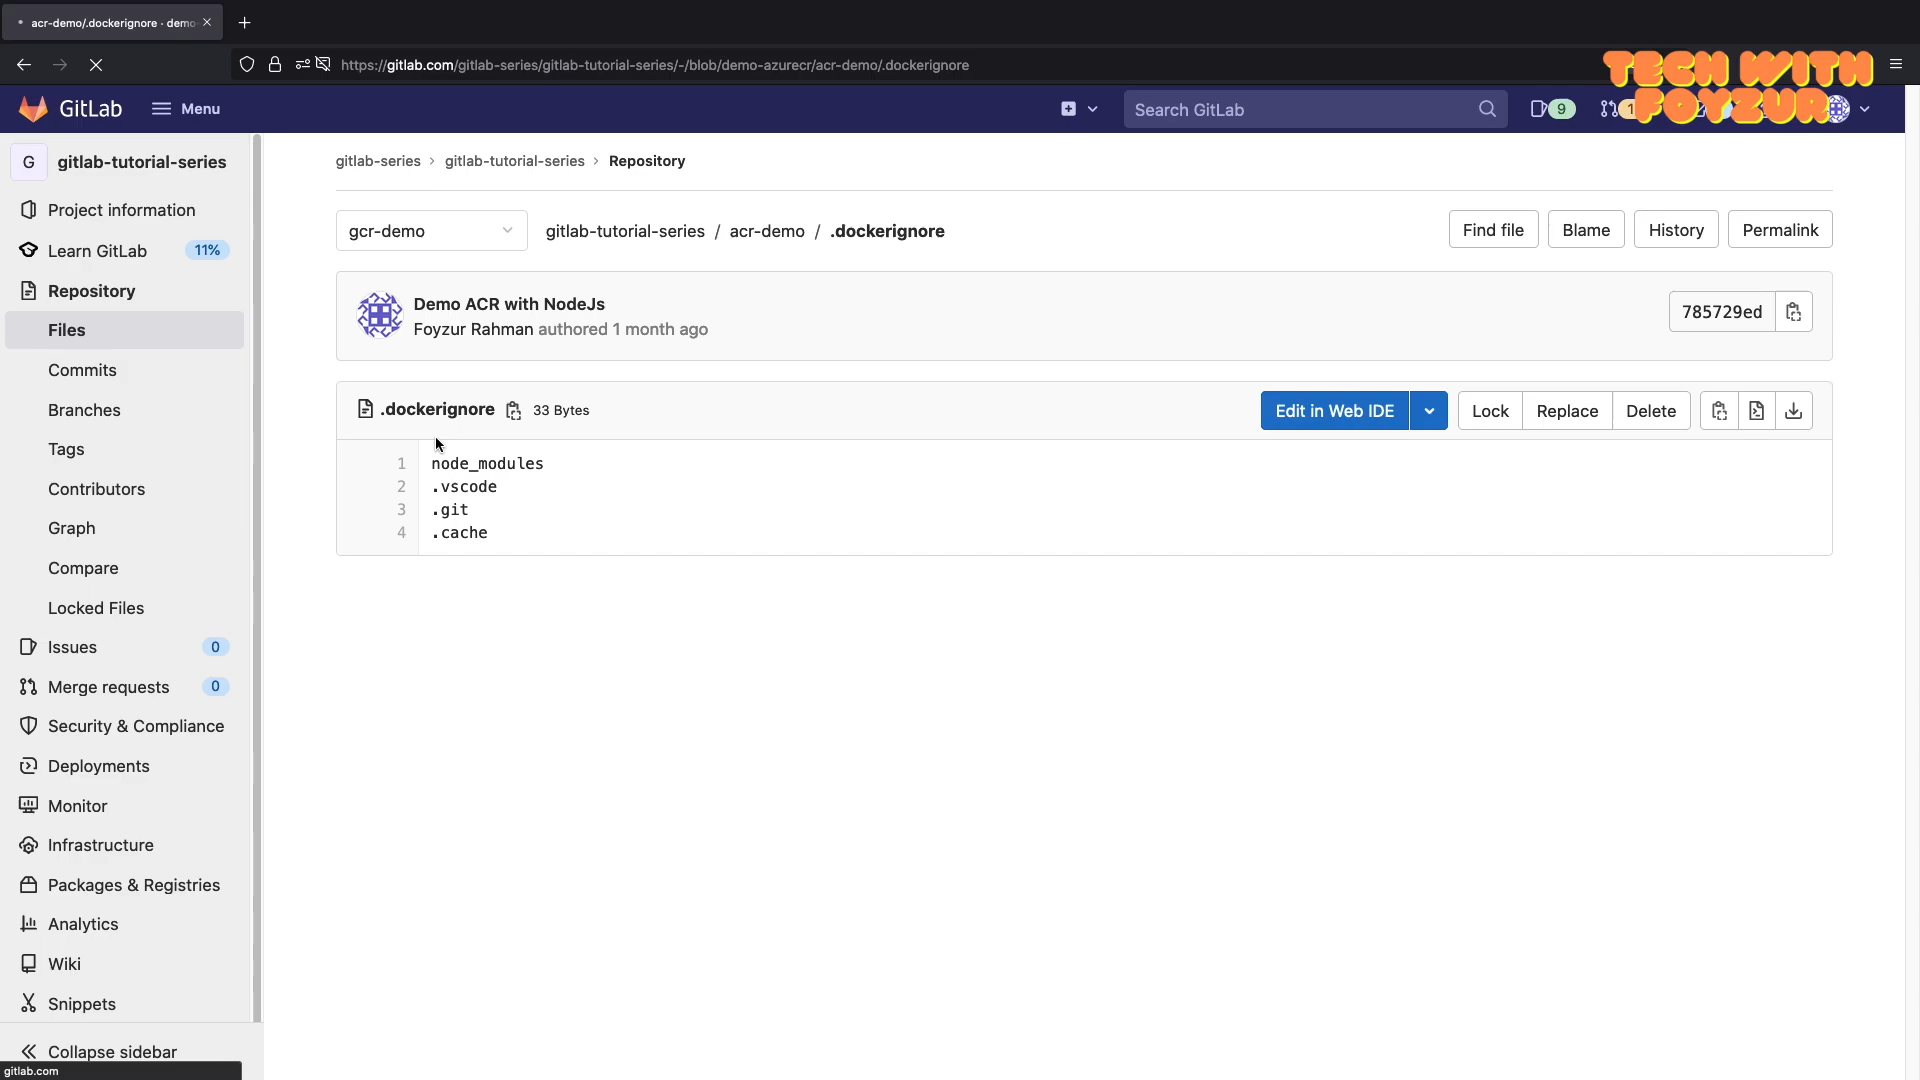 acr-demo/.dockerignore · demo
https://gitlab.com/gitlab-series/gitlab-tutorial-series/-/blob/demo-azurecr/acr-demo/.dockerignore
TECH WITH
FOYZUR
GitLab
Menu
Search GitLab
9
1
G
gitlab-tutorial-series
Project information
Learn GitLab
11%
Repository
Files
Commits
Branches
Tags
Contributors
Graph
Compare
Locked Files
Issues
0
Merge requests
0
Security & Compliance
Deployments
Monitor
Infrastructure
Packages & Registries
Analytics
Wiki
Snippets
Collapse sidebar
gitlab.com
gitlab-series > gitlab-tutorial-series > Repository
gcr-demo
gitlab-tutorial-series / acr-demo / .dockerignore
Find file
Blame
History
Permalink
Demo ACR with NodeJs
Foyzur Rahman authored 1 month ago
785729ed
.dockerignore
33 Bytes
Edit in Web IDE
Lock
Replace
Delete
1 node_modules
2 .vscode
3 .git
4 .cache